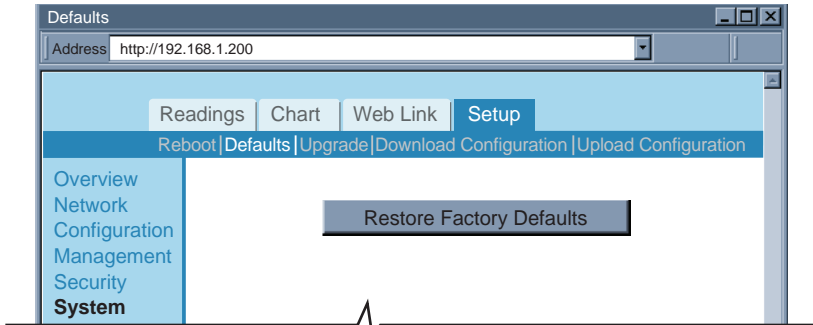 Defaults
Address http://192.168.1.200
Readings Chart Web Link Setup
Reboot|Defaults|Upgrade|Download Configuration|Upload Configuration
Overview
Network
Configuration
Management
Security
System
Restore Factory Defaults